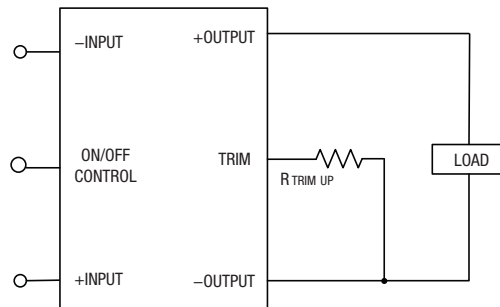 –INPUT
+OUTPUT
ON/OFF
CONTROL
TRIM
LOAD
R TRIM UP
+INPUT
–OUTPUT